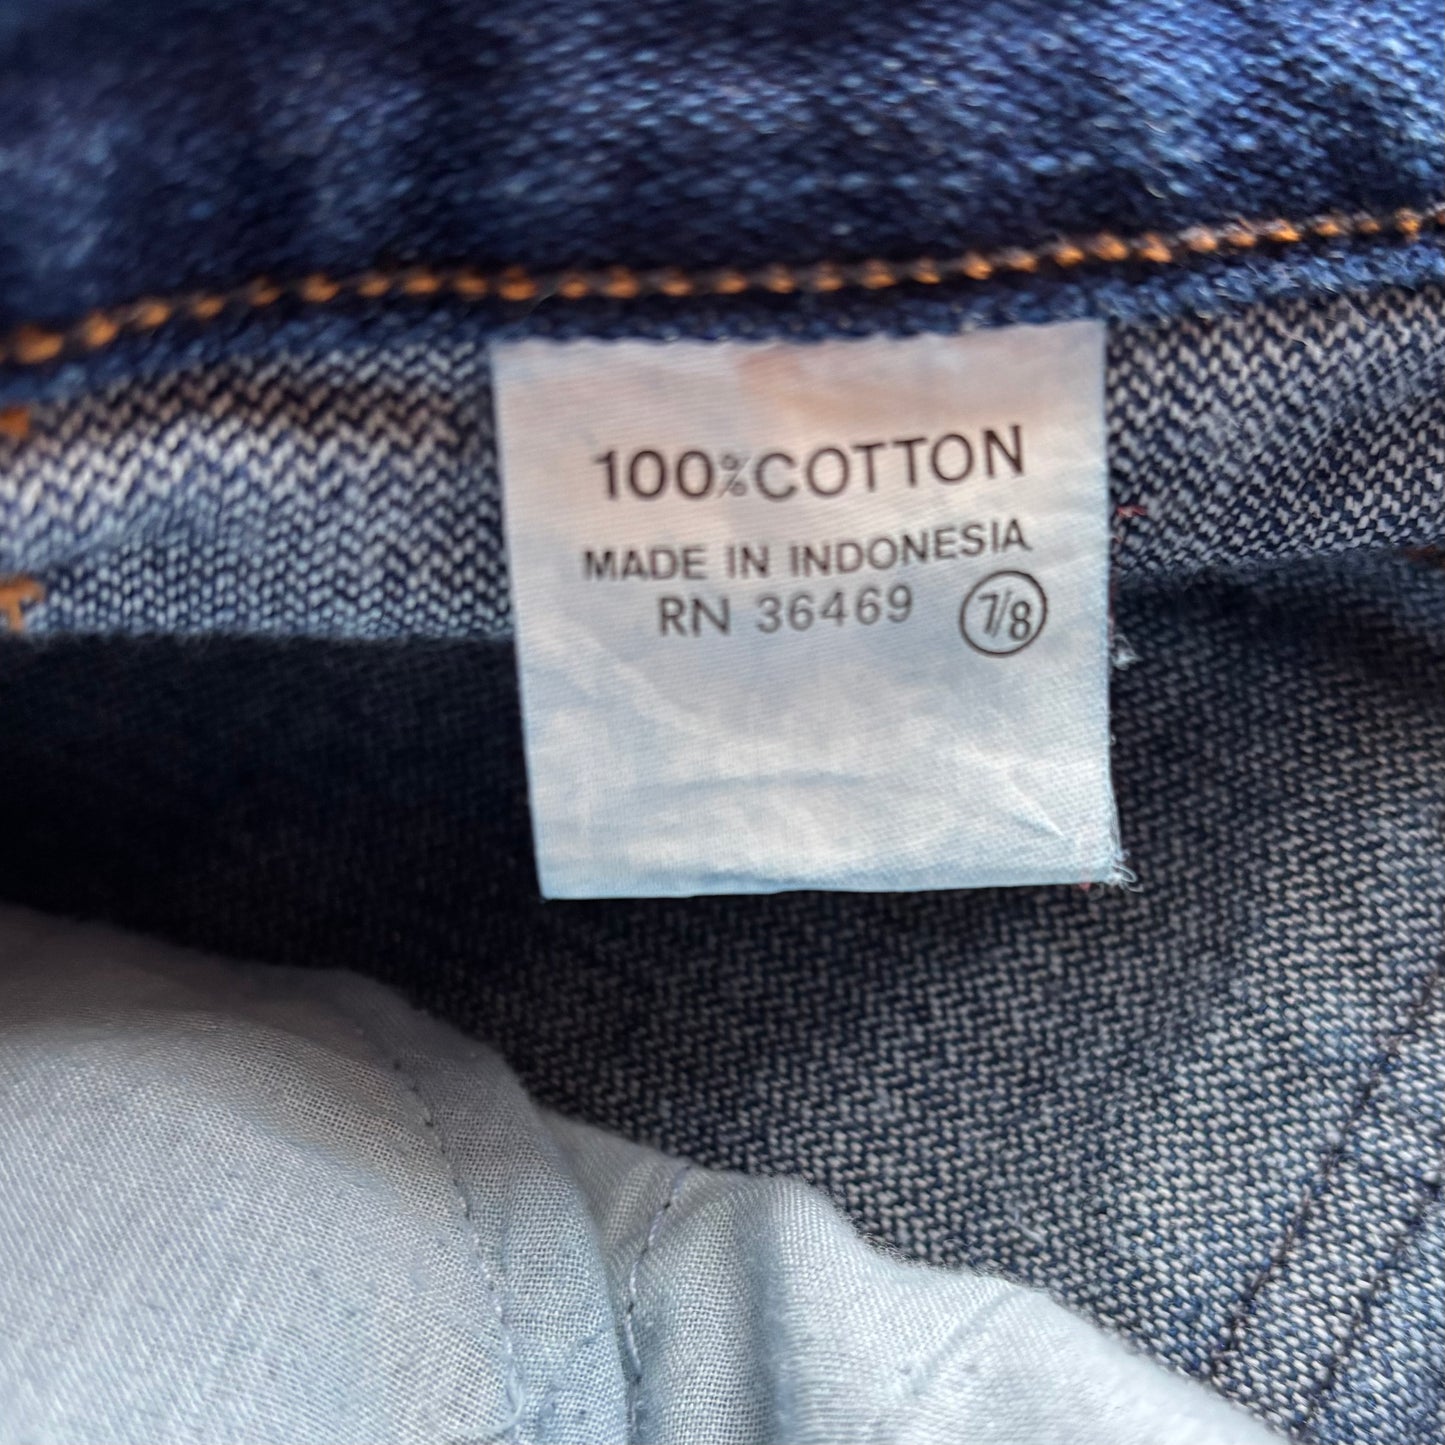 100%COTTON
MADE IN INDONESIA
RN 36469 7/8